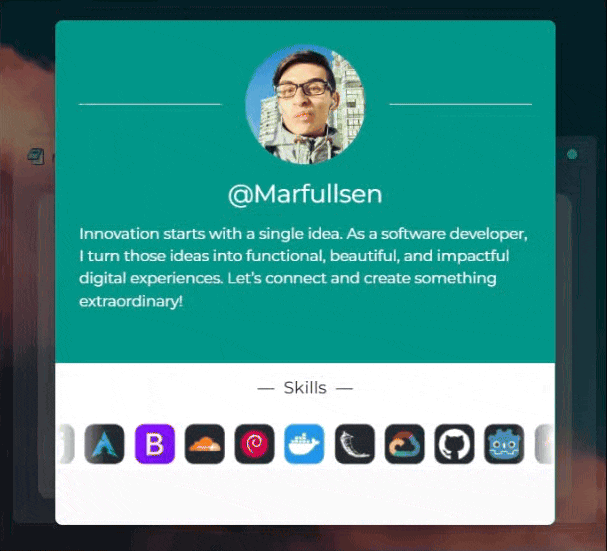 @Marfullsen
Innovation starts with a single idea. As a software developer,
I turn those ideas into functional, beautiful, and impactful
digital experiences. Let's connect and create something
extraordinary!
— Skills —
B